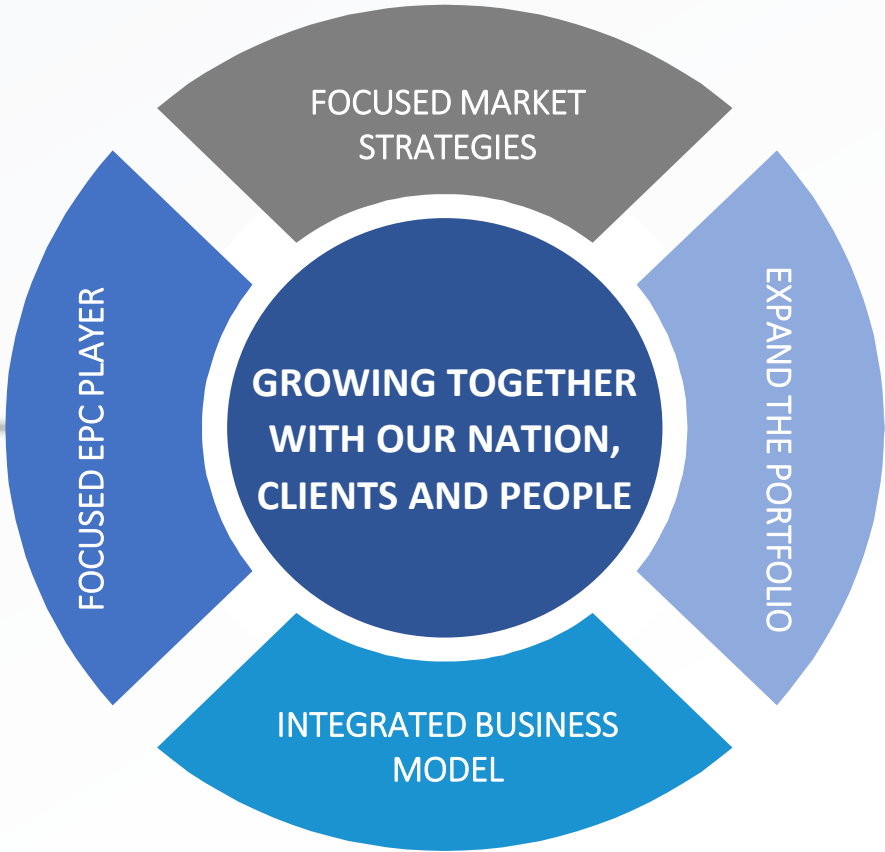 FOCUSED MARKET
STRATEGIES
EXPAND THE PORTFOLIO
FOCUSED EPC PLAYER
GROWING TOGETHER
WITH OUR NATION,
CLIENTS AND PEOPLE
INTEGRATED BUSINESS
MODEL